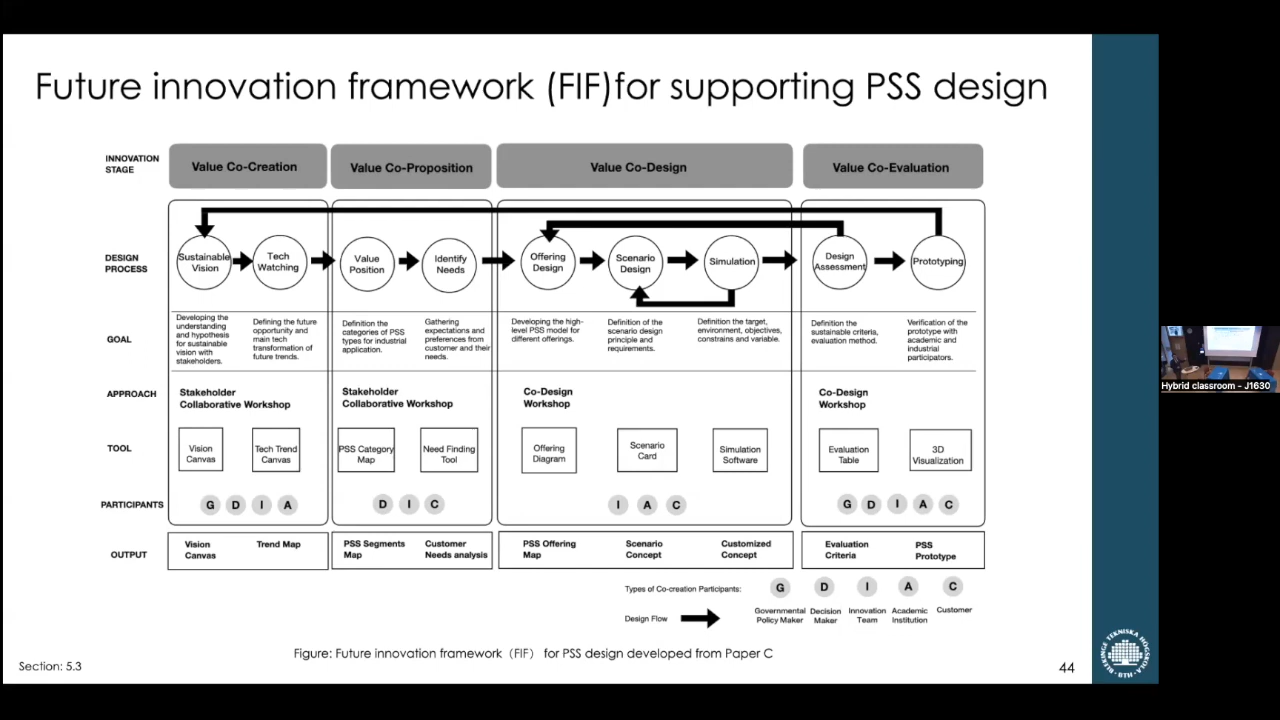 Future innovation framework (FIF)for supporting PSS design
INNOVATION
STAGE
Value Co-Creation
Value Co-Proposition
Value Co-Design
Value Co-Evaluation
DESIGN
PROCESS
Sustainable
Vision
Tech
Watching
Value
Position
Identify
Needs
Offering
Design
Scenario
Design
Simulation
Design
Assessment
Prototyping
GOAL
Developing the
understanding
and hypothesis
for sustainable
vision with
stakeholders.
Defining the future
opportunity and
main tech
transformation of
future trends.
Definition the
categories of PSS
types for industrial
application.
Gathering
expectations and
preferences from
customer and their
needs.
Developing the high-
level PSS model for
different offerings.
Definition of the
scenario design
principle and
requirements.
Definition the target,
environment, objectives,
constrains and variable.
Definition the
sustainable criteria,
evaluation method.
Verification of the
prototype with
academic and
industrial
participators.
APPROACH
Stakeholder
Collaborative Workshop
Stakeholder
Collaborative Workshop
Co-Design
Workshop
Co-Design
Workshop
TOOL
Vision
Canvas
Tech Trend
Canvas
PSS Category
Map
Need Finding
Tool
Offering
Diagram
Scenario
Card
Simulation
Software
Evaluation
Table
3D
Visualization
PARTICIPANTS
G D I A
D I C
I A C
G D I A C
OUTPUT
Vision
Canvas
Trend Map
PSS Segments
Map
Customer
Needs analysis
PSS Offering
Map
Scenario
Concept
Customized
Concept
Evaluation
Criteria
PSS
Prototype
Types of Co-creation Participants:
G D I A C
Governmental
Policy Maker
Decision
Maker
Innovation
Team
Academic
Institution
Customer
Design Flow
Figure: Future innovation framework（FIF） for PSS design developed from Paper C
Section: 5.3
44
BLEKINGE TEKNISKA HÖGSKOLA
BTH
Hybrid classroom - J1630